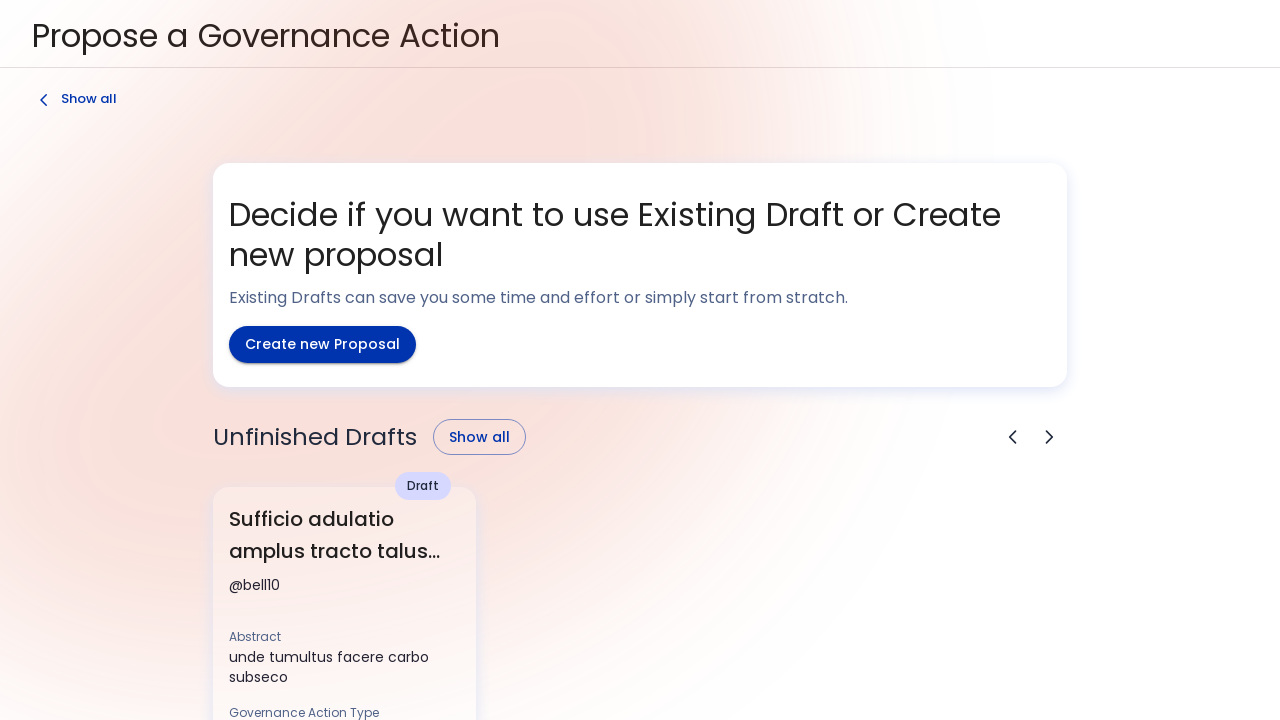 Propose a Governance Action
Show all
Decide if you want to use Existing Draft or Create
new proposal
Existing Drafts can save you some time and effort or simply start from stratch.
Create new Proposal
Unfinished Drafts
Show all
Draft
Sufficio adulatio
amplus tracto talus...
@bell10
Abstract
unde tumultus facere carbo
subseco
Governance Action Type